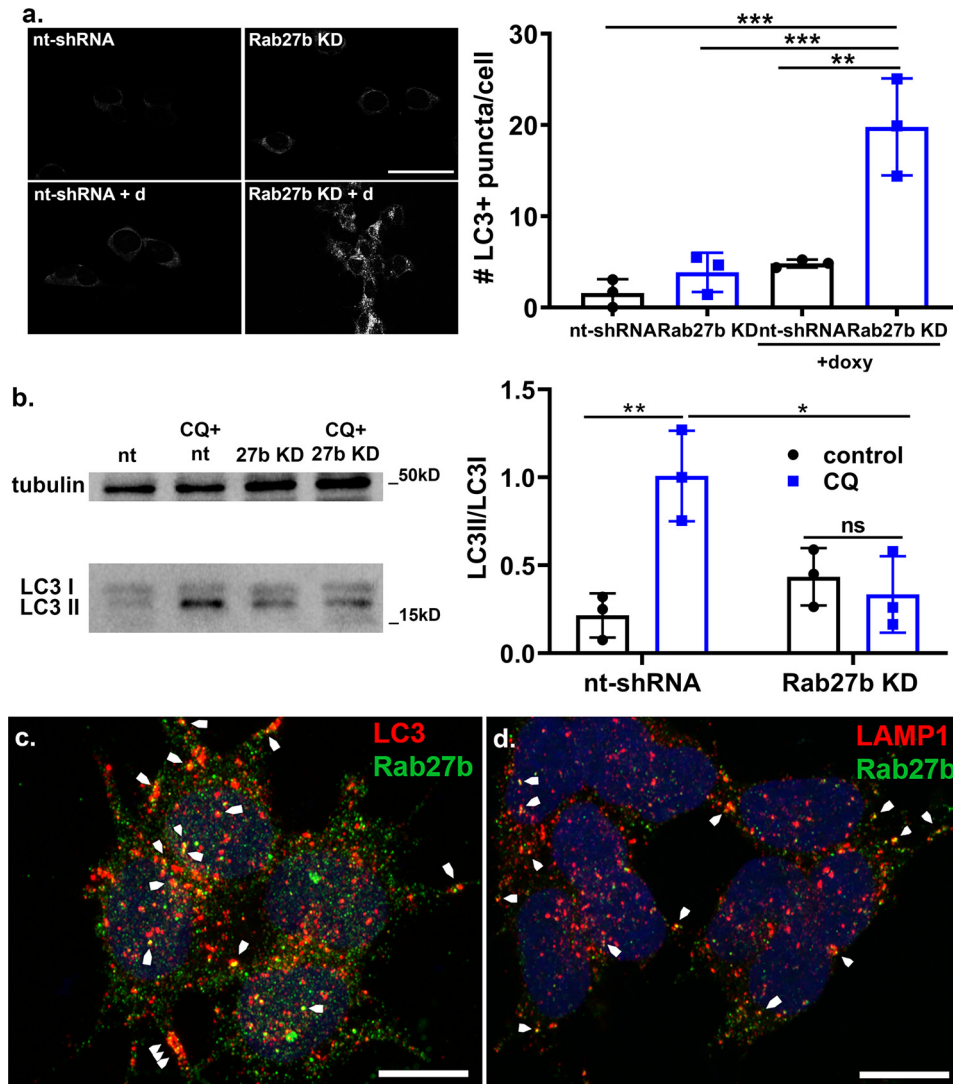 a.
nt-shRNA
Rab27b KD
nt-shRNA + d
Rab27b KD + d
# LC3+ puncta/cell
30
20
10
0
***
***
**
nt-shRNA Rab27b KD nt-shRNA Rab27b KD
+doxy
b.
nt
CQ+
nt
27b KD
CQ+
27b KD
tubulin
_50kD
LC3 I
LC3 II
_15kD
LC3II/LC3I
1.5
1.0
0.5
0.0
**
*
control
CQ
ns
nt-shRNA
Rab27b KD
c.
LC3
Rab27b
d.
LAMP1
Rab27b